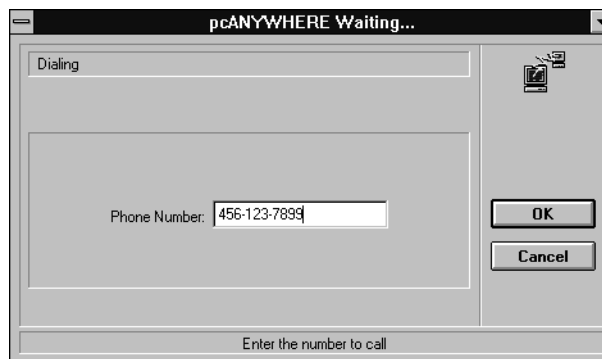 pcANYWHERE Waiting...
Dialing
Phone Number: 456-123-7899
OK
Cancel
Enter the number to call